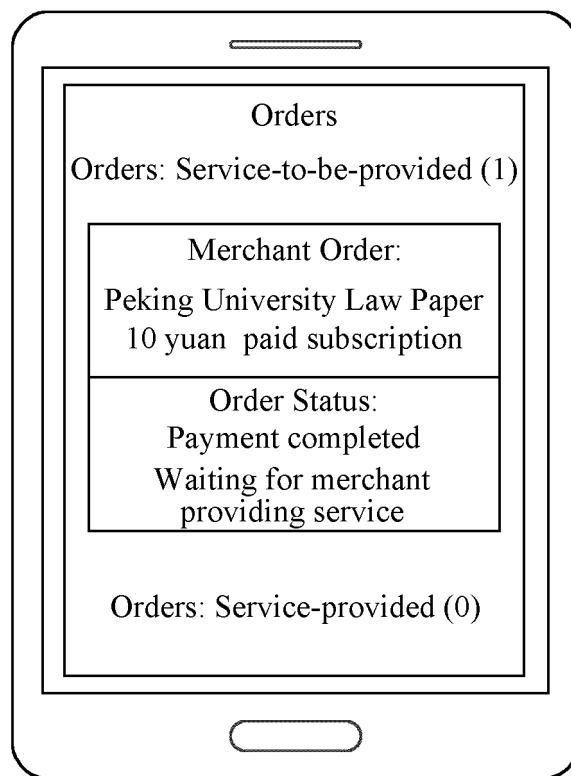 Orders
Orders: Service-to-be-provided (1)
Merchant Order:
Peking University Law Paper
10 yuan paid subscription
Order Status:
Payment completed
Waiting for merchant
providing service
Orders: Service-provided (0)